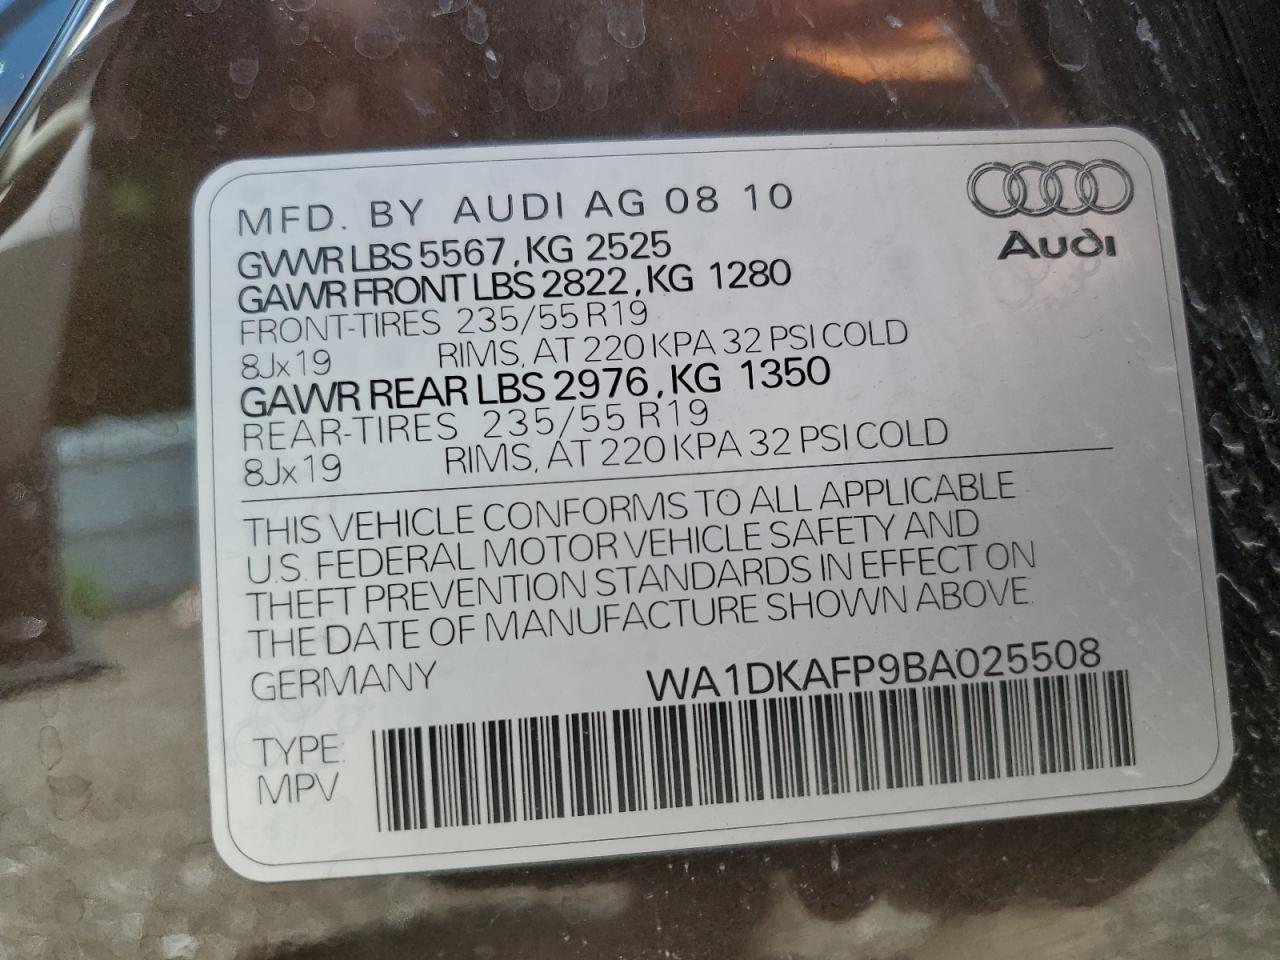 MFD. BY AUDI AG 08 10
Audi
GVWR LBS 5567, KG 2525
GAWR FRONT LBS 2822, KG 1280
FRONT-TIRES 235/55 R19
8Jx19 RIMS, AT 220 KPA 32 PSI COLD
GAWR REAR LBS 2976, KG 1350
REAR-TIRES 235/55 R19
8Jx19 RIMS, AT 220 KPA 32 PSI COLD
THIS VEHICLE CONFORMS TO ALL APPLICABLE
U.S. FEDERAL MOTOR VEHICLE SAFETY AND
THEFT PREVENTION STANDARDS IN EFFECT ON
THE DATE OF MANUFACTURE SHOWN ABOVE.
GERMANY WA1DKAFP9BA025508
TYPE:
MPV